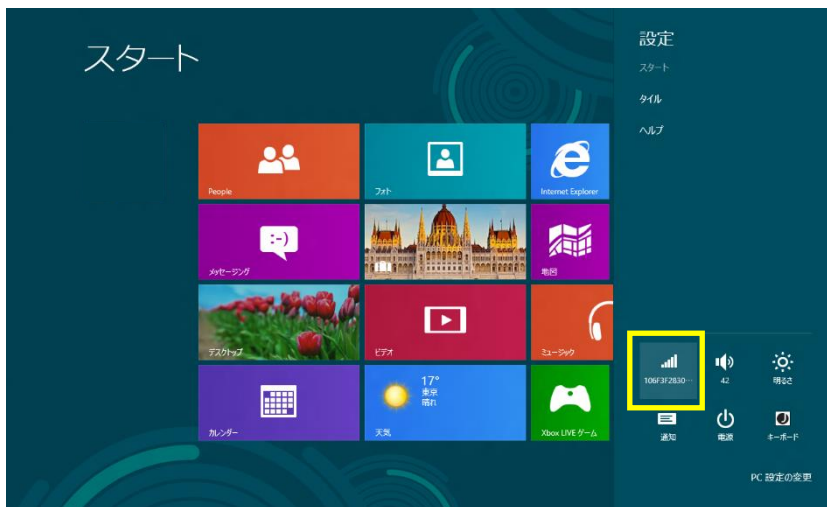 スタート
People
フォト
Internet Explorer
メッセージング
:-)
地図
デスクトップ
ビデオ
ミュージック
カレンダー
17°
東京
晴れ
天気
Xbox LIVE ゲーム
設定
スタート
タイル
ヘルプ
106F3F2830…
42
明るさ
通知
電源
キーボード
PC 設定の変更